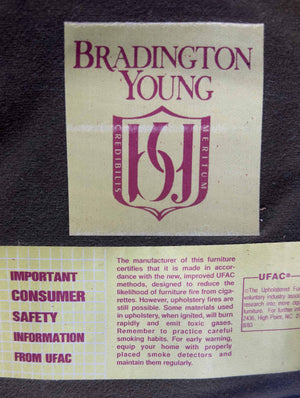 BRADINGTON
YOUNG
CREDIBILIS
MERITUM
IMPORTANT
CONSUMER
SAFETY
INFORMATION
FROM UFAC
The manufacturer of this furniture
certifies that it is made in accor-
dance with the new, improved UFAC
methods, designed to reduce the
likelihood of furniture fire from ciga-
rettes. However, upholstery fires are
still possible. Some materials used
in upholstery, when ignited, will burn
rapidly and emit toxic gases.
Remember to practice careful
smoking habits. For early warning,
equip your home with properly
placed smoke detectors and
maintain them regularly.
UFAC
©The Upholstered
voluntary industry
research into more
furniture. For further
2436, High Point, NC
8/83